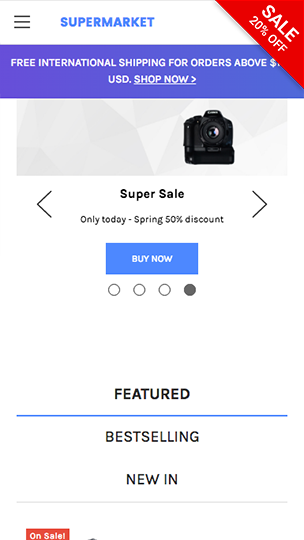 SUPERMARKET
SALE
20% OFF
FREE INTERNATIONAL SHIPPING FOR ORDERS ABOVE
USD. SHOP NOW >
Super Sale
Only today - Spring 50% discount
BUY NOW
FEATURED
BESTSELLING
NEW IN
On Sale!